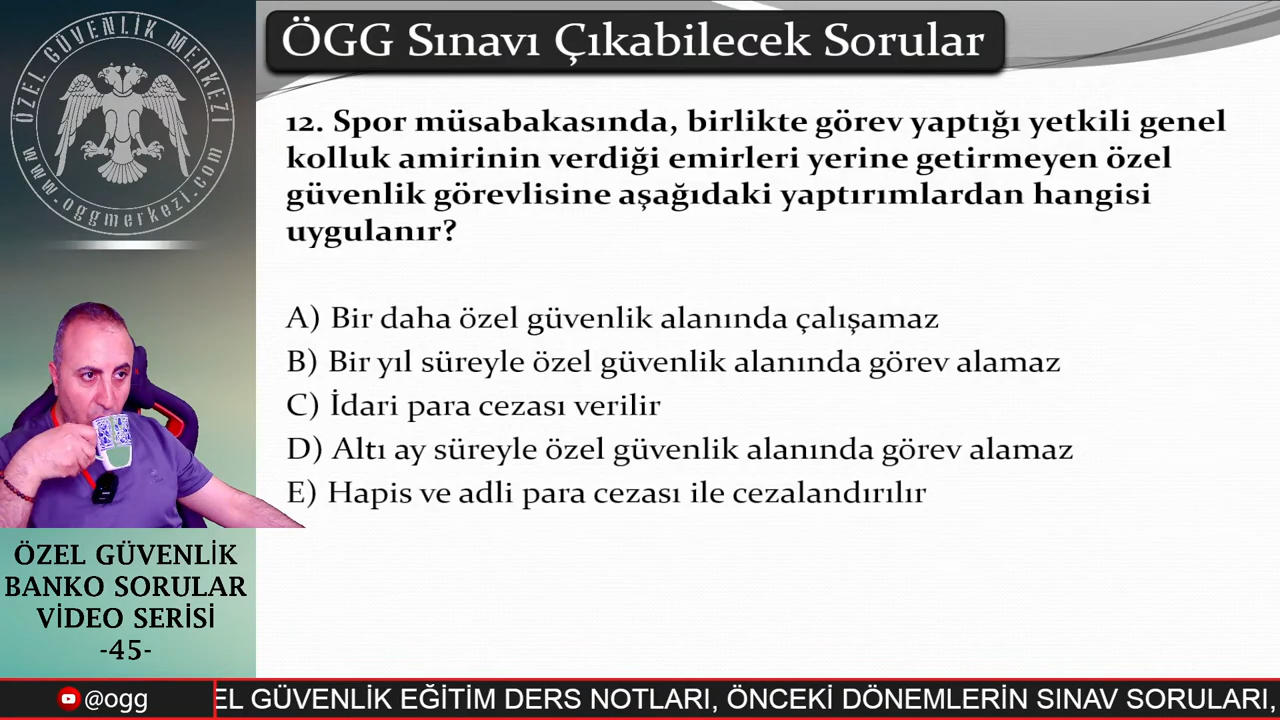 ÖZEL GÜVENLİK MERKEZİ
www.oggmerkezi.com
ÖGG Sınavı Çıkabilecek Sorular
12. Spor müsabakasında, birlikte görev yaptığı yetkili genel
kolluk amirinin verdiği emirleri yerine getirmeyen özel
güvenlik görevlisine aşağıdaki yaptırımlardan hangisi
uygulanır?
A) Bir daha özel güvenlik alanında çalışamaz
B) Bir yıl süreyle özel güvenlik alanında görev alamaz
C) İdari para cezası verilir
D) Altı ay süreyle özel güvenlik alanında görev alamaz
E) Hapis ve adli para cezası ile cezalandırılır
ÖZEL GÜVENLİK
BANKO SORULAR
VİDEO SERİSİ
-45-
@ogg
EL GÜVENLİK EĞİTİM DERS NOTLARI, ÖNCEKİ DÖNEMLERİN SINAV SORULARI,